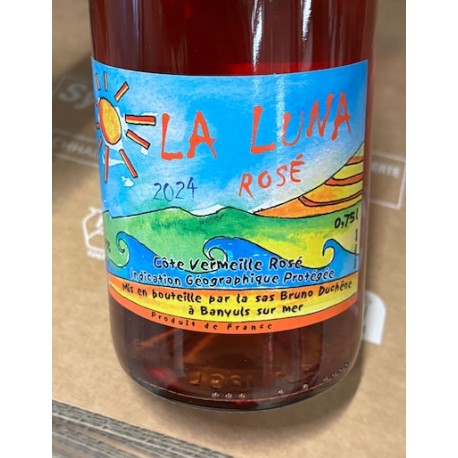 LA LUNA
2024 ROSÉ
0,75l
Côte Vermeille Rosé
Indication Géographique Protégée
Mis en bouteille par la sas Bruno Duchêne
à Banyuls sur mer
Produit de France